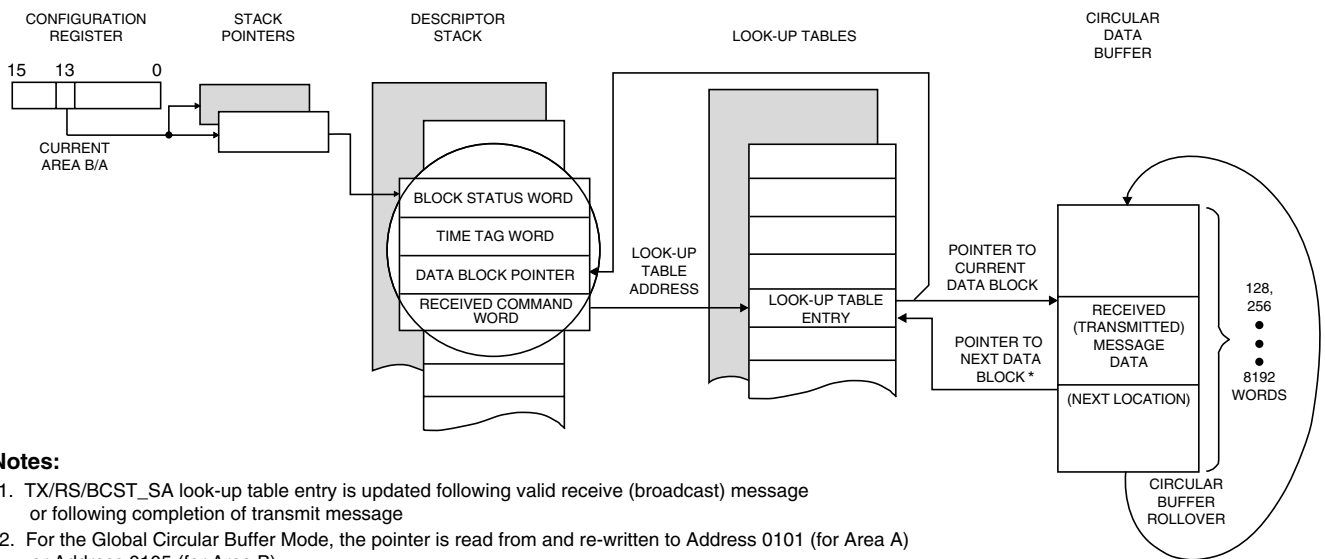 CONFIGURATION
REGISTER
STACK
POINTERS
DESCRIPTOR
STACK
LOOK-UP TABLES
CIRCULAR
DATA
BUFFER
15 13 0
CURRENT
AREA B/A
BLOCK STATUS WORD
TIME TAG WORD
DATA BLOCK POINTER
RECEIVED COMMAND
WORD
LOOK-UP
TABLE
ADDRESS
LOOK-UP TABLE
ENTRY
POINTER TO
CURRENT
DATA BLOCK
POINTER TO
NEXT DATA
BLOCK *
RECEIVED
(TRANSMITTED)
MESSAGE
DATA
(NEXT LOCATION)
128,
256
8192
WORDS
CIRCULAR
BUFFER
ROLLOVER
Notes:
1. TX/RS/BCST_SA look-up table entry is updated following valid receive (broadcast) message
or following completion of transmit message
2. For the Global Circular Buffer Mode, the pointer is read from and re-written to Address 0101 (for Area A)
or Address 0105 (for Area B)